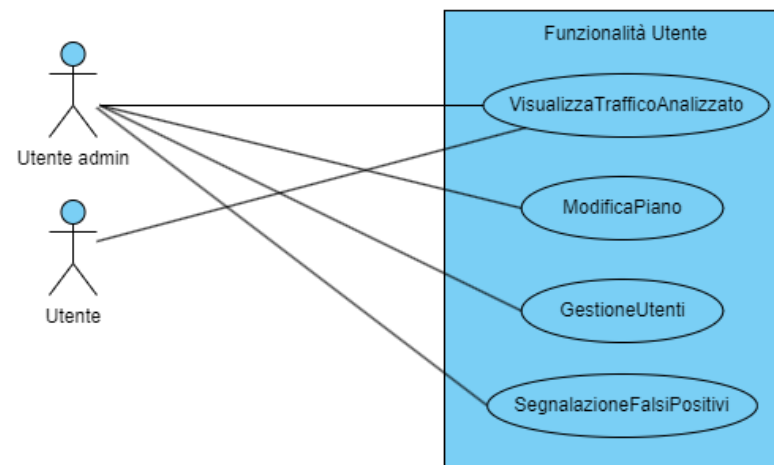 Funzionalità Utente
Utente admin
VisualizzaTrafficoAnalizzato
ModificaPiano
Utente
GestioneUtenti
SegnalazioneFalsiPositivi